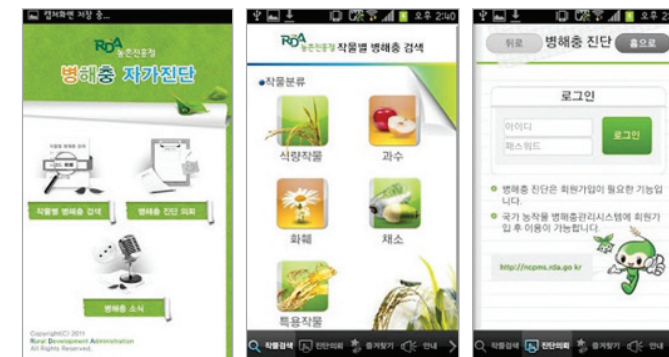 캡처화면 저장 중...
RDA 농촌진흥청
병해충 자가진단
작물별 병해충 검색
병해충 진단 의뢰
병해충 소식
Copyright(C) 2011
Rural Development Administration
All Rights Reserved.
오후 2:40
RDA 농촌진흥청 작물별 병해충 검색
작물분류
식량작물
과수
화훼
채소
특용작물
작물검색 진단의뢰 즐겨찾기 안내
오후 2
뒤로 병해충 진단 홈으로
로그인
아이디
패스워드
로그인
병해충 진단은 회원가입이 필요한 기능입
니다.
국가 농작물 병해충관리시스템에 회원가
입 후 이용이 가능합니다.
http://ncpms.rda.go.kr
작물검색 진단의뢰 즐겨찾기 안내